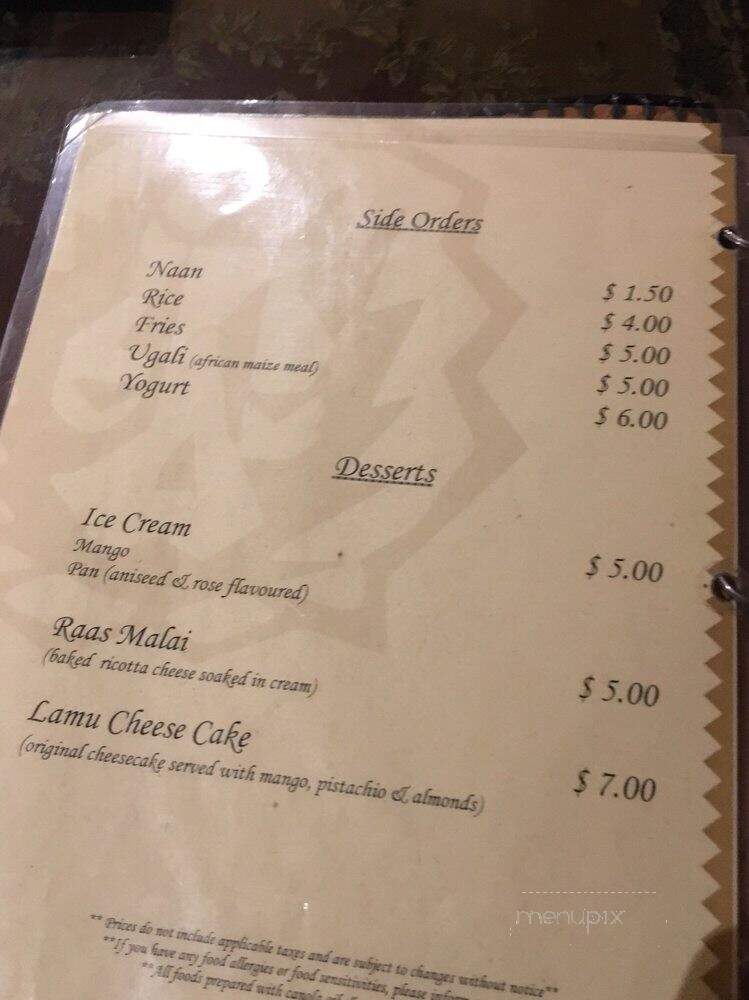 Side Orders
Naan $ 1.50
Rice $ 4.00
Fries $ 5.00
Ugali (african maize meal) $ 5.00
Yogurt $ 6.00
Desserts
Ice Cream
Mango
Pan (aniseed & rose flavoured) $ 5.00
Raas Malai
(baked ricotta cheese soaked in cream) $ 5.00
Lamu Cheese Cake
(original cheesecake served with mango, pistachio & almonds) $ 7.00
** Prices do not include applicable taxes and are subject to changes without notice**
**If you have any food allergies or food sensitivities, please
**All foods prepared with
menupix